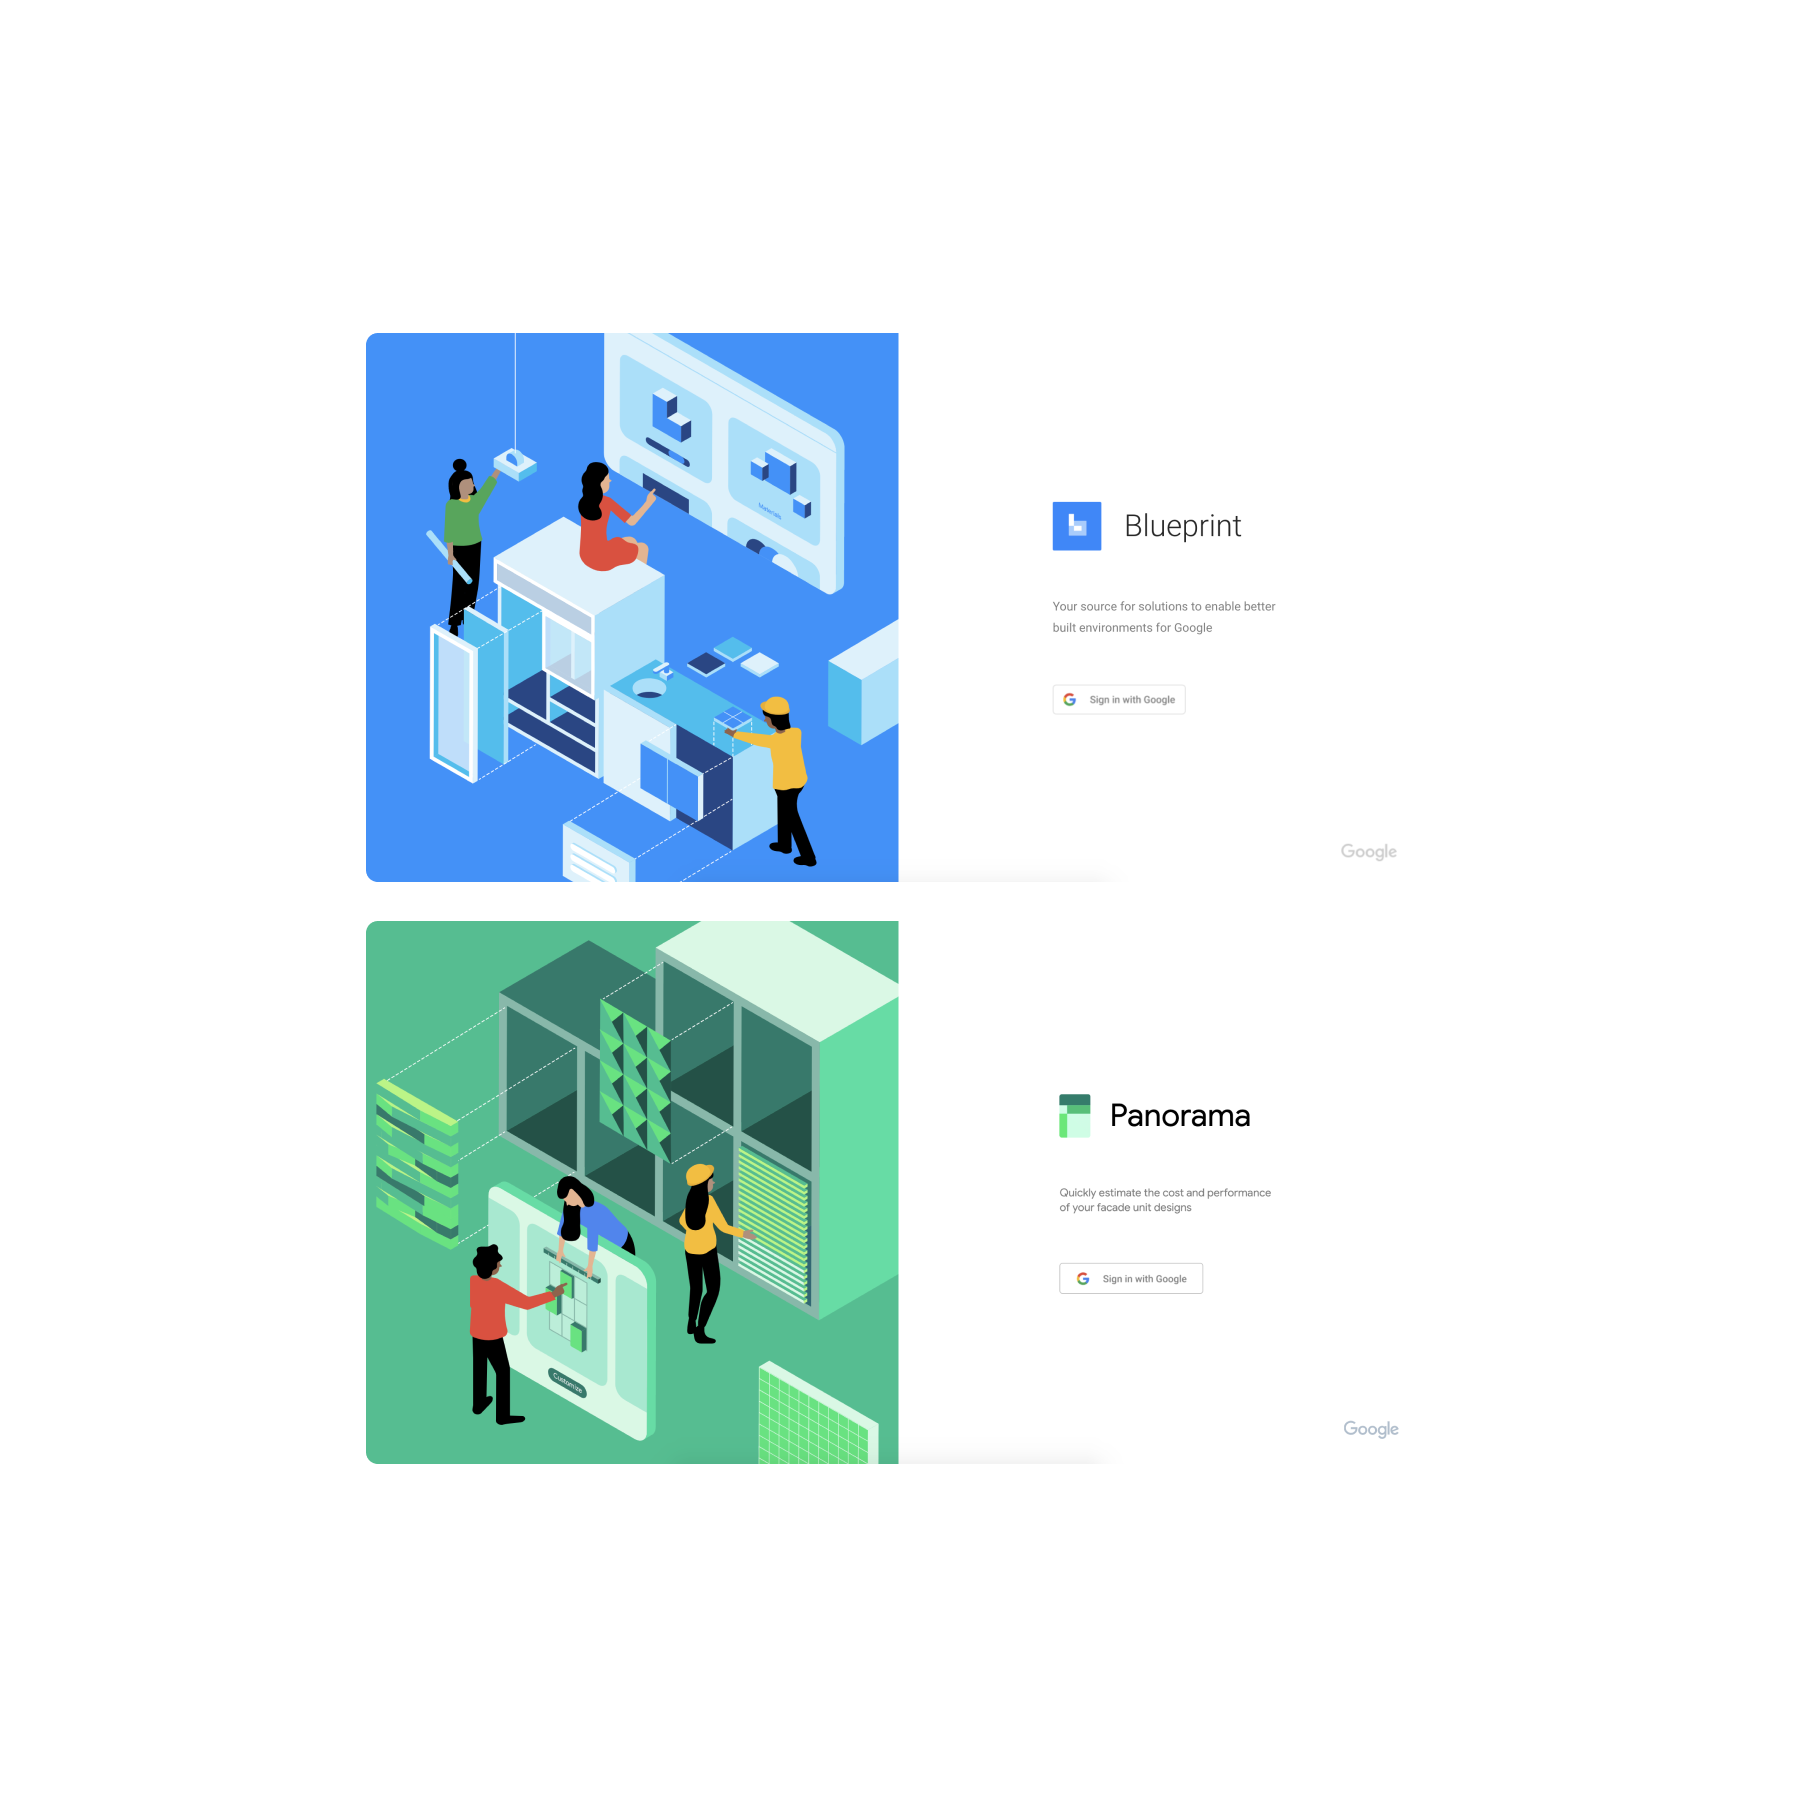 Materials
Blueprint
Your source for solutions to enable better
built environments for Google
Sign in with Google
Google
Panorama
Quickly estimate the cost and performance
of your facade unit designs
Sign in with Google
Customize
Google